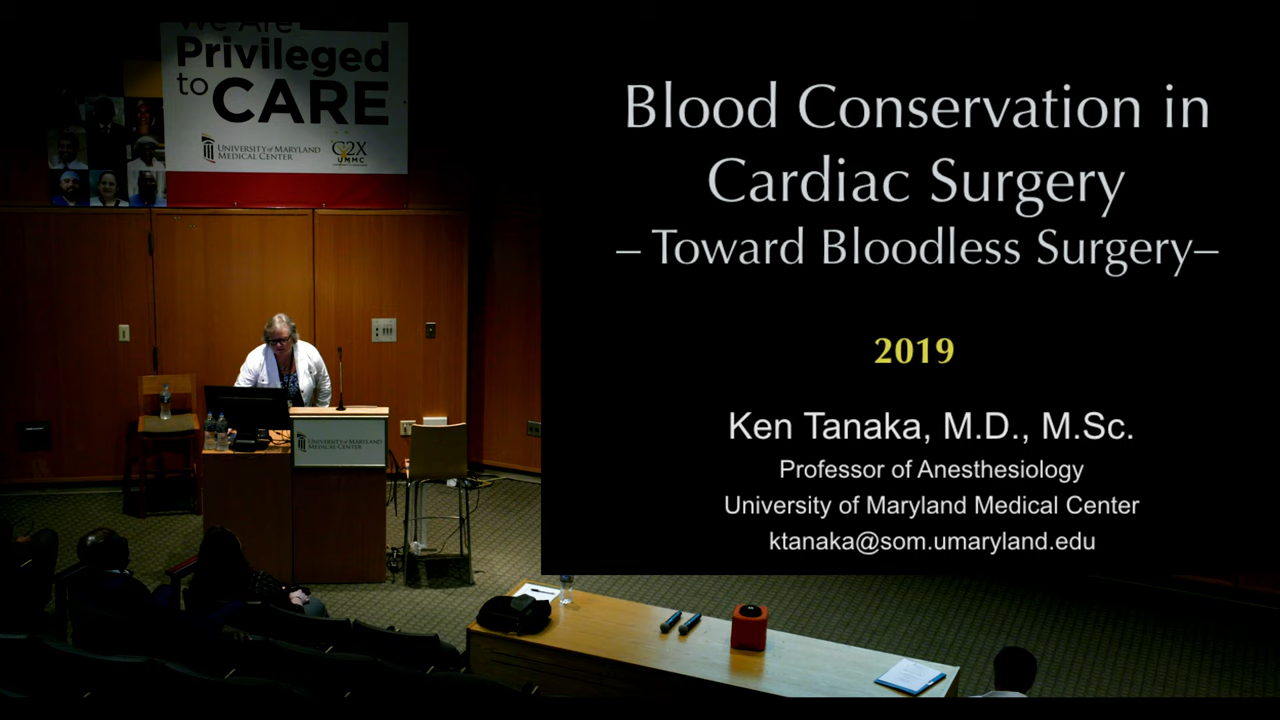 We Are
Privileged
to CARE
UNIVERSITY of MARYLAND
MEDICAL CENTER
C2X
UMMC
Blood Conservation in
Cardiac Surgery
– Toward Bloodless Surgery–
2019
Ken Tanaka, M.D., M.Sc.
Professor of Anesthesiology
University of Maryland Medical Center
ktanaka@som.umaryland.edu
UNIVERSITY of MARYLAND
MEDICAL CENTER